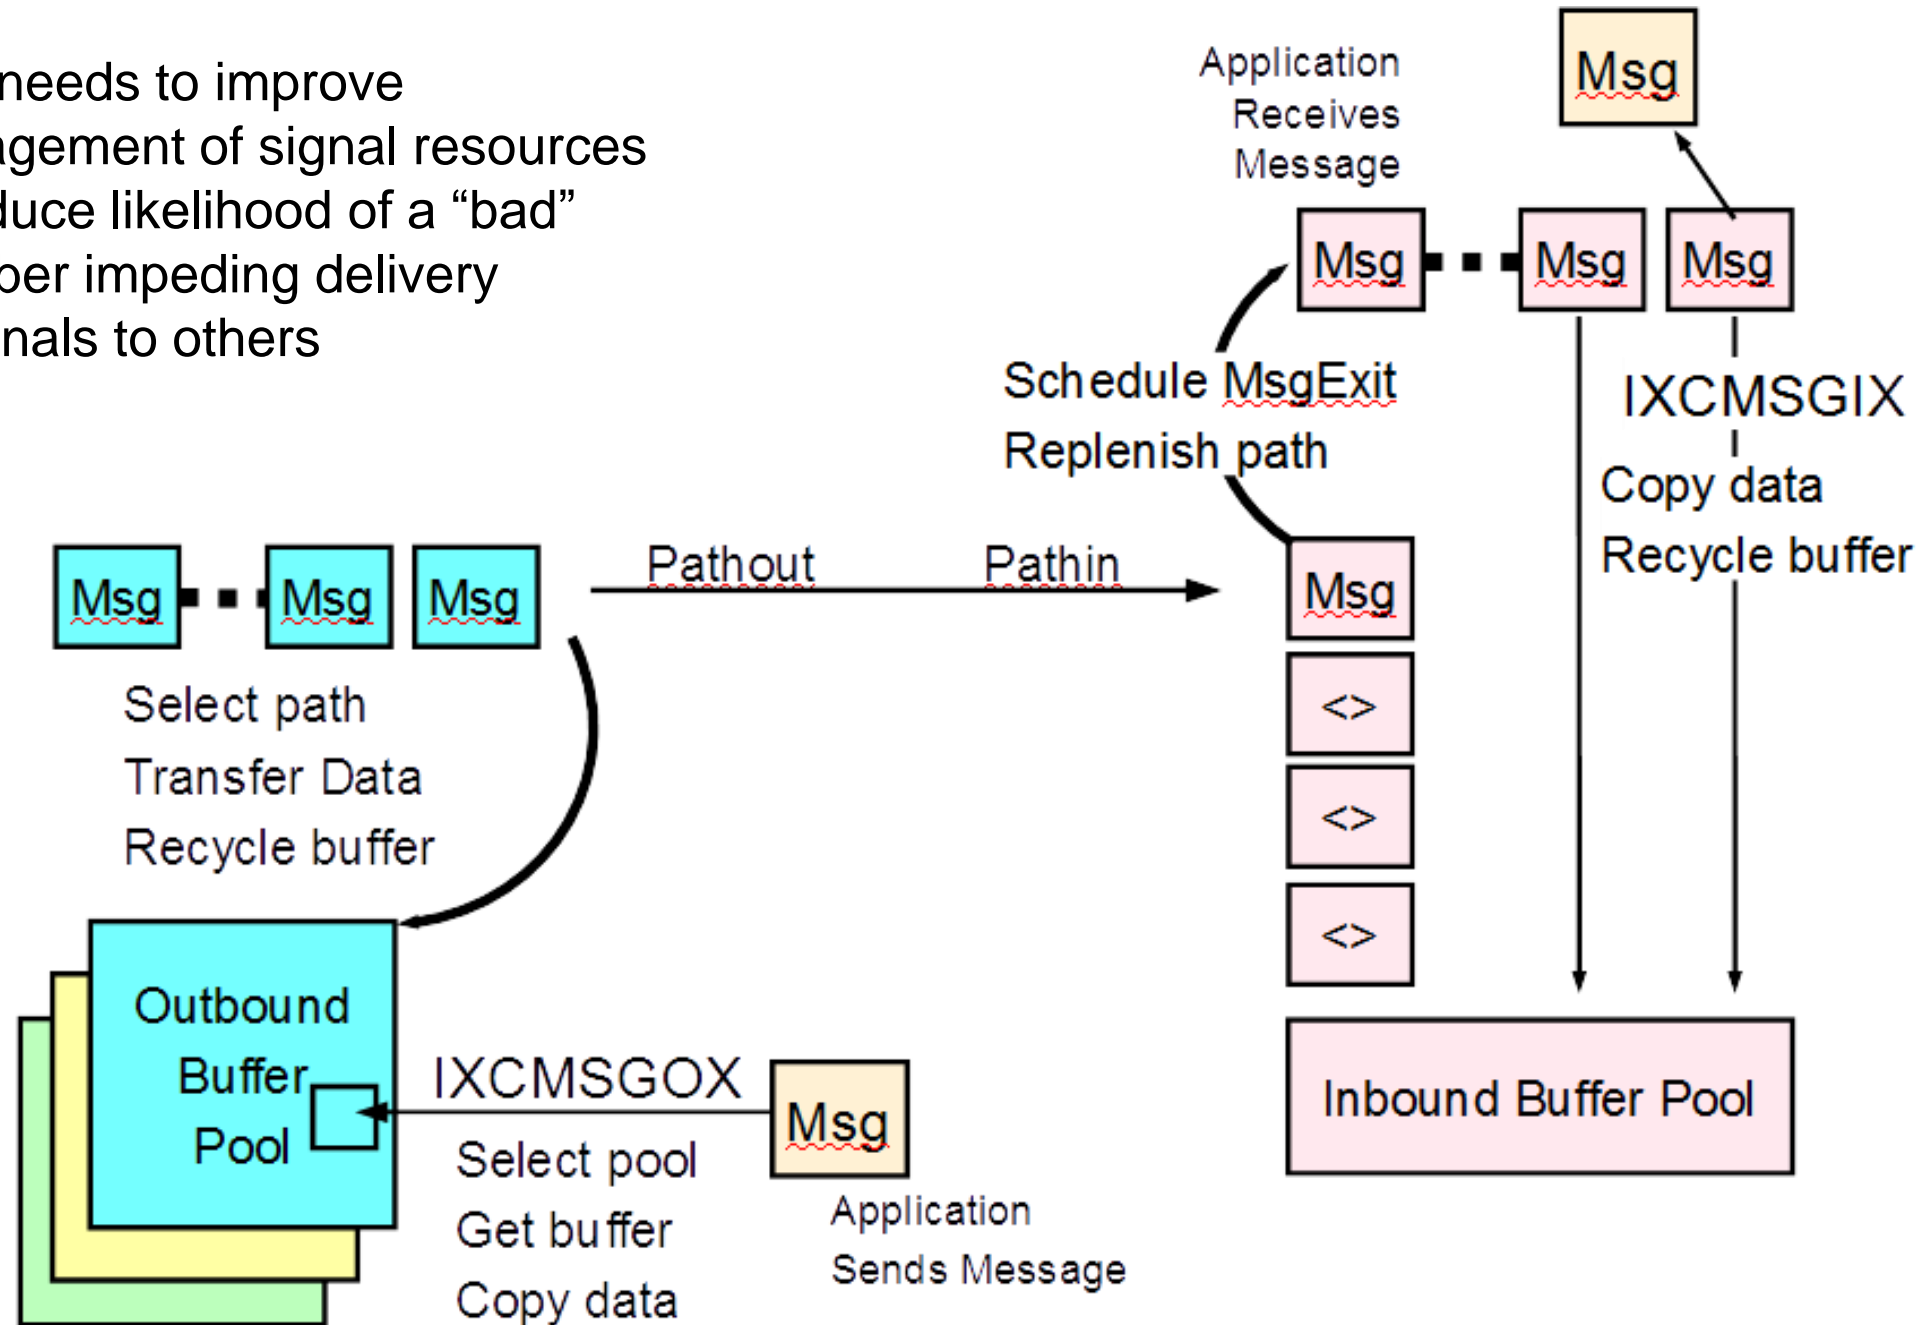 needs to improve
agement of signal resources
duce likelihood of a “bad”
ber impeding delivery
nals to others
Application
Receives
Message
Msg
Msg
Msg
Msg
Schedule MsgExit
Replenish path
IXCMSGIX
Copy data
Recycle buffer
Msg
Msg
Msg
Pathout
Pathin
Msg
<>
<>
<>
Select path
Transfer Data
Recycle buffer
Outbound
Buffer
Pool
IXCMSGOX
Msg
Select pool
Get buffer
Copy data
Application
Sends Message
Inbound Buffer Pool